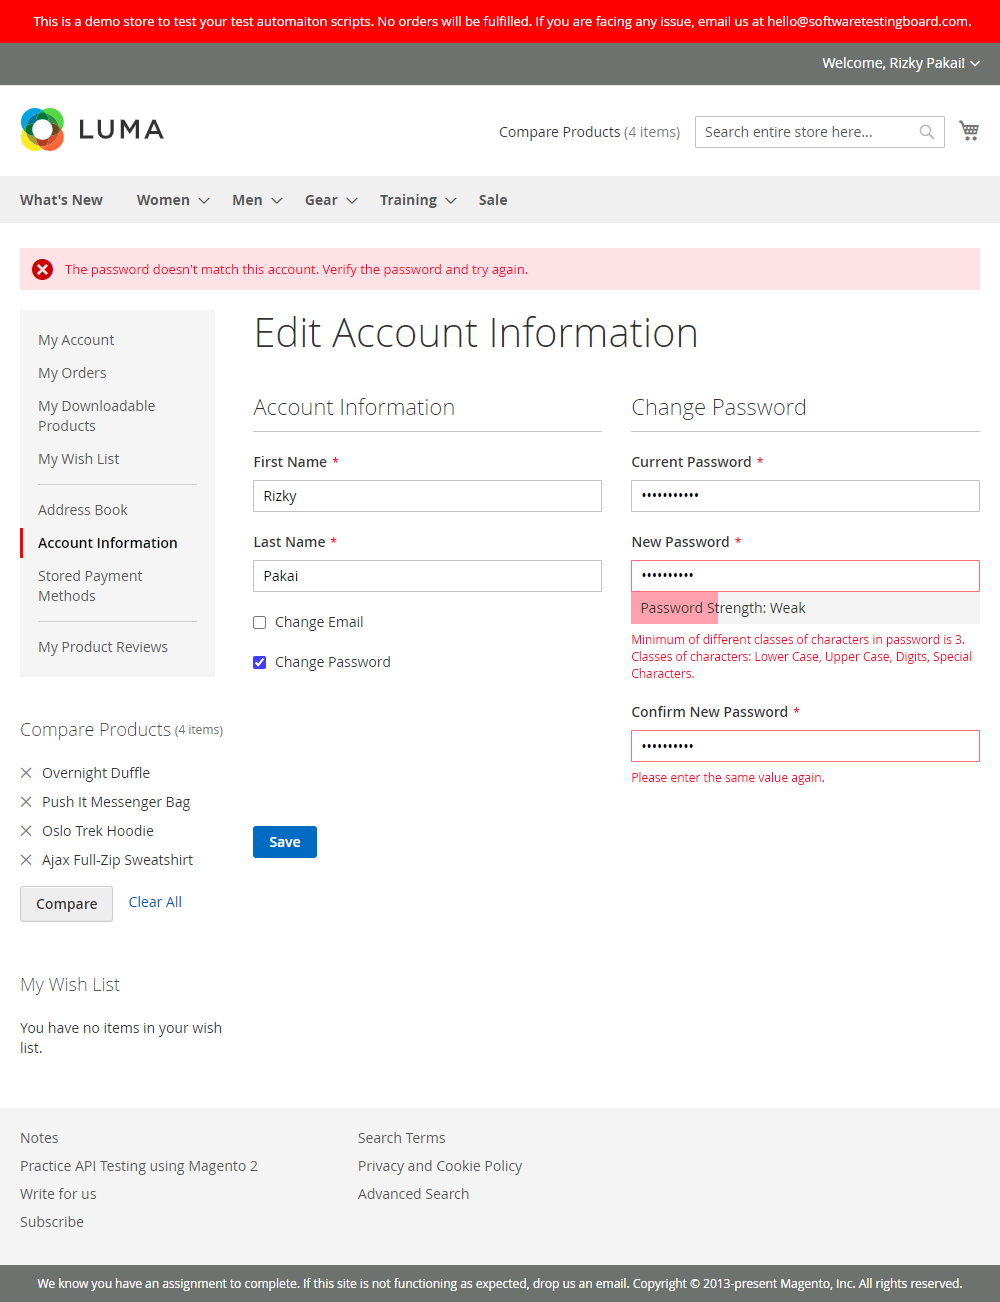 This is a demo store to test your test automaiton scripts. No orders will be fulfilled. If you are facing any issue, email us at hello@softwaretestingboard.com.
Welcome, Rizky Pakai!
LUMA
Compare Products (4 items)
Search entire store here...
What's New
Women
Men
Gear
Training
Sale
The password doesn't match this account. Verify the password and try again.
My Account
My Orders
My Downloadable
Products
My Wish List
Address Book
Account Information
Stored Payment
Methods
My Product Reviews
Compare Products (4 items)
Overnight Duffle
Push It Messenger Bag
Oslo Trek Hoodie
Ajax Full-Zip Sweatshirt
Compare
Clear All
My Wish List
You have no items in your wish
list.
Edit Account Information
Account Information
First Name *
Rizky
Last Name *
Pakai
Change Email
Change Password
Change Password
Current Password *
•••••••••••
New Password *
••••••••••
Password Strength: Weak
Minimum of different classes of characters in password is 3.
Classes of characters: Lower Case, Upper Case, Digits, Special
Characters.
Confirm New Password *
••••••••••
Please enter the same value again.
Save
Notes
Practice API Testing using Magento 2
Write for us
Subscribe
Search Terms
Privacy and Cookie Policy
Advanced Search
We know you have an assignment to complete. If this site is not functioning as expected, drop us an email. Copyright © 2013-present Magento, Inc. All rights reserved.